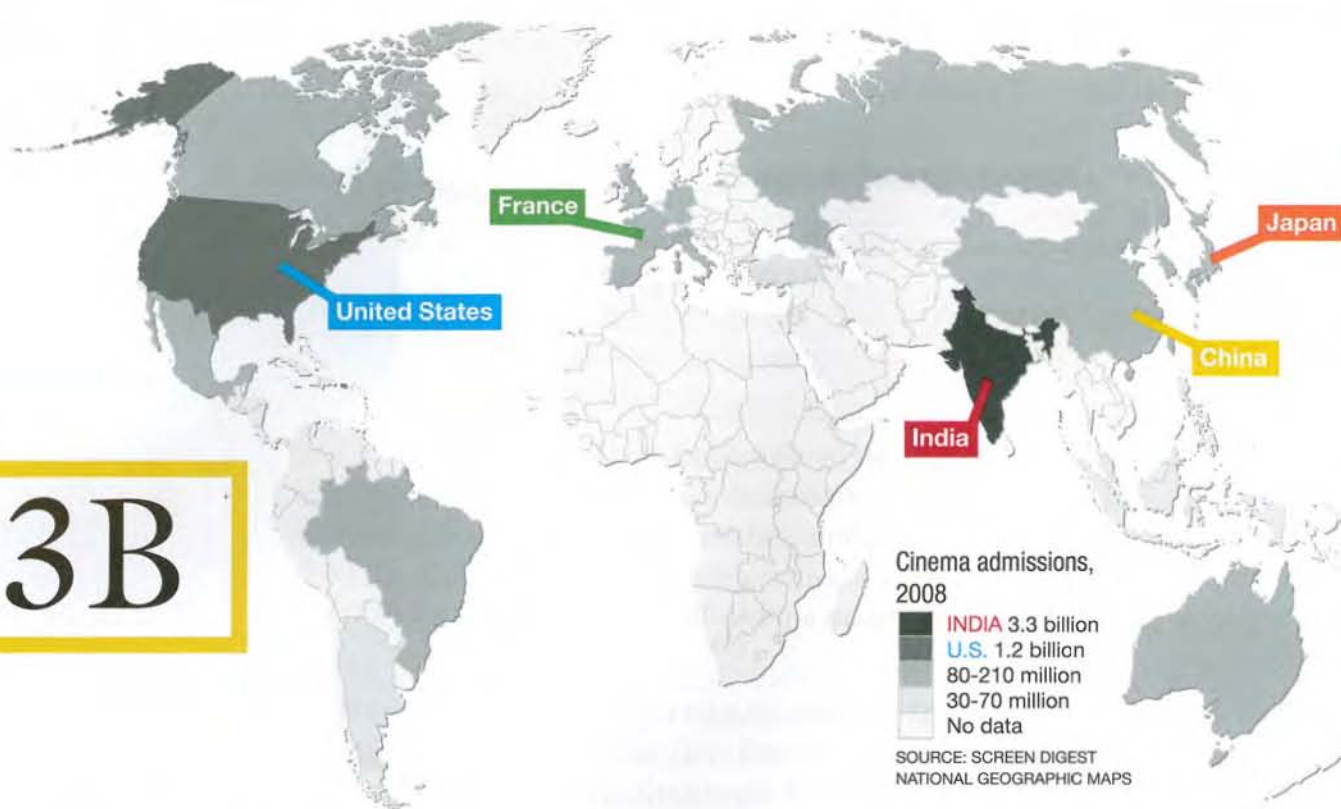 France
Japan
United States
China
India
3B
Cinema admissions,
2008
INDIA 3.3 billion
U.S. 1.2 billion
80-210 million
30-70 million
No data
SOURCE: SCREEN DIGEST
NATIONAL GEOGRAPHIC MAPS